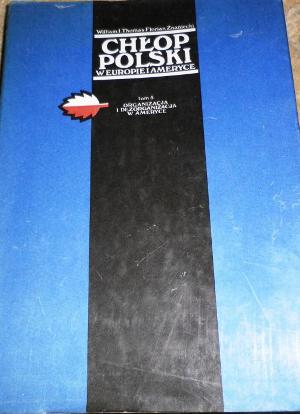 William I. Thomas Florian Znaniecki
CHŁOP
POLSKI
W EUROPIE I AMERYCE
Tom 5
ORGANIZACJA
I DEZORGANIZACJA
W AMERYCE